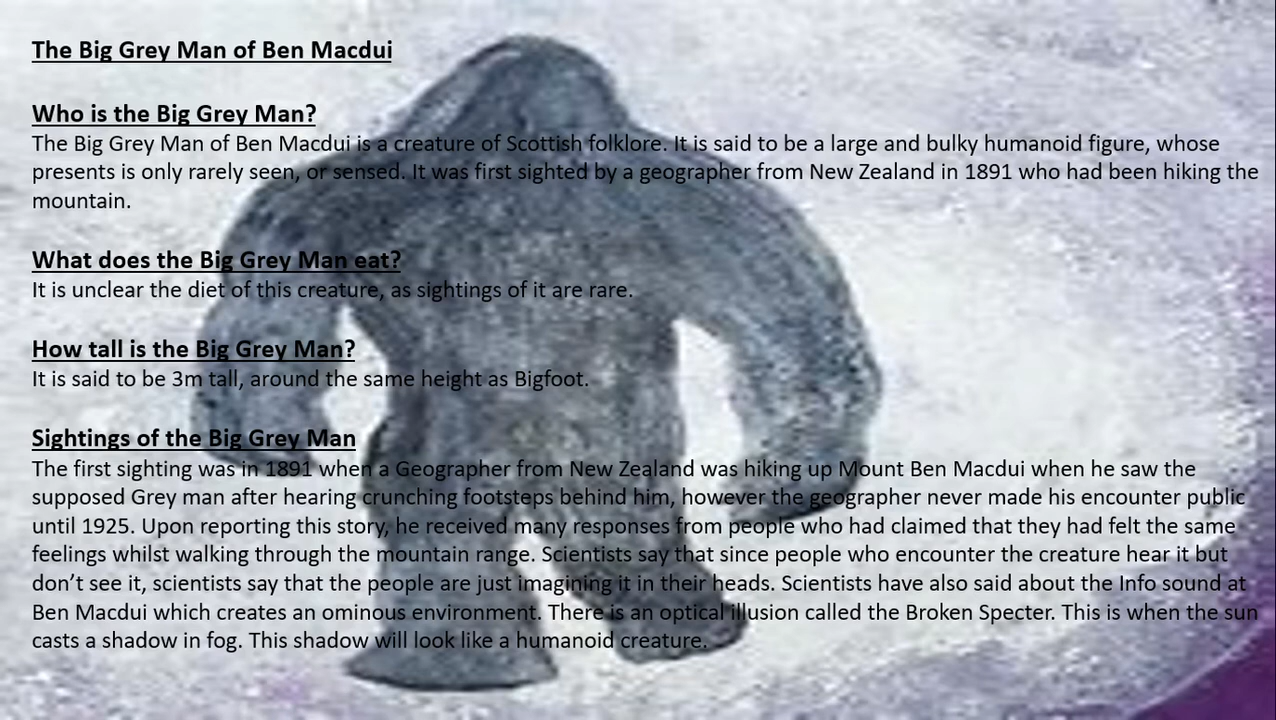 The Big Grey Man of Ben Macdui
Who is the Big Grey Man?
The Big Grey Man of Ben Macdui is a creature of Scottish folklore. It is said to be a large and bulky humanoid figure, whose
presents is only rarely seen, or sensed. It was first sighted by a geographer from New Zealand in 1891 who had been hiking the
mountain.
What does the Big Grey Man eat?
It is unclear the diet of this creature, as sightings of it are rare.
How tall is the Big Grey Man?
It is said to be 3m tall, around the same height as Bigfoot.
Sightings of the Big Grey Man
The first sighting was in 1891 when a Geographer from New Zealand was hiking up Mount Ben Macdui when he saw the
supposed Grey man after hearing crunching footsteps behind him, however the geographer never made his encounter public
until 1925. Upon reporting this story, he received many responses from people who had claimed that they had felt the same
feelings whilst walking through the mountain range. Scientists say that since people who encounter the creature hear it but
don’t see it, scientists say that the people are just imagining it in their heads. Scientists have also said about the Info sound at
Ben Macdui which creates an ominous environment. There is an optical illusion called the Broken Specter. This is when the sun
casts a shadow in fog. This shadow will look like a humanoid creature.